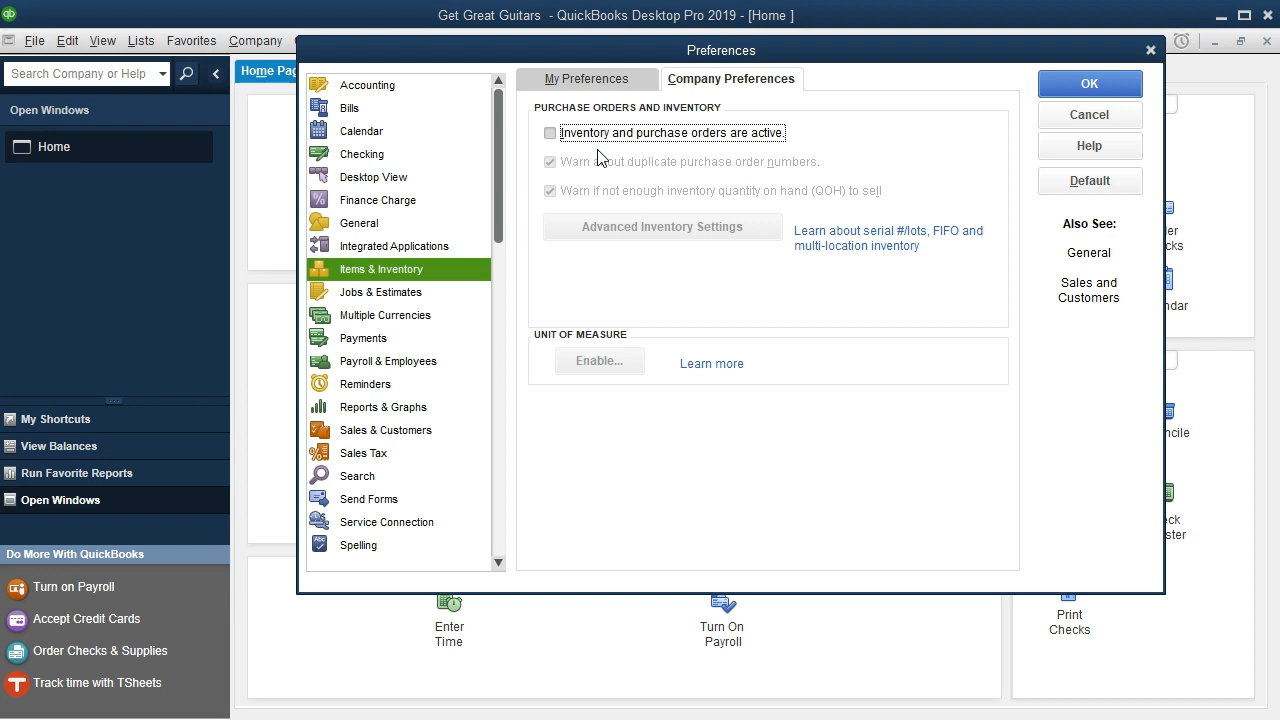 qb
Get Great Guitars - QuickBooks Desktop Pro 2019 - [Home ]
File Edit View Lists Favorites Company
Search Company or Help
Open Windows
Home
My Shortcuts
View Balances
Run Favorite Reports
Open Windows
Do More With QuickBooks
Turn on Payroll
Accept Credit Cards
Order Checks & Supplies
Track time with TSheets
Home Pag
Preferences
Accounting
Bills
Calendar
Checking
Desktop View
Finance Charge
General
Integrated Applications
Items & Inventory
Jobs & Estimates
Multiple Currencies
Payments
Payroll & Employees
Reminders
Reports & Graphs
Sales & Customers
Sales Tax
Search
Send Forms
Service Connection
Spelling
My Preferences
Company Preferences
PURCHASE ORDERS AND INVENTORY
Inventory and purchase orders are active.
Warn about duplicate purchase order numbers.
Warn if not enough inventory quantity on hand (QOH) to sell
Advanced Inventory Settings
Learn about serial #/lots, FIFO and
multi-location inventory
UNIT OF MEASURE
Enable...
Learn more
OK
Cancel
Help
Default
Also See:
General
Sales and
Customers
er
cks
ndar
ncile
eck
ster
Enter
Time
Turn On
Payroll
Print
Checks